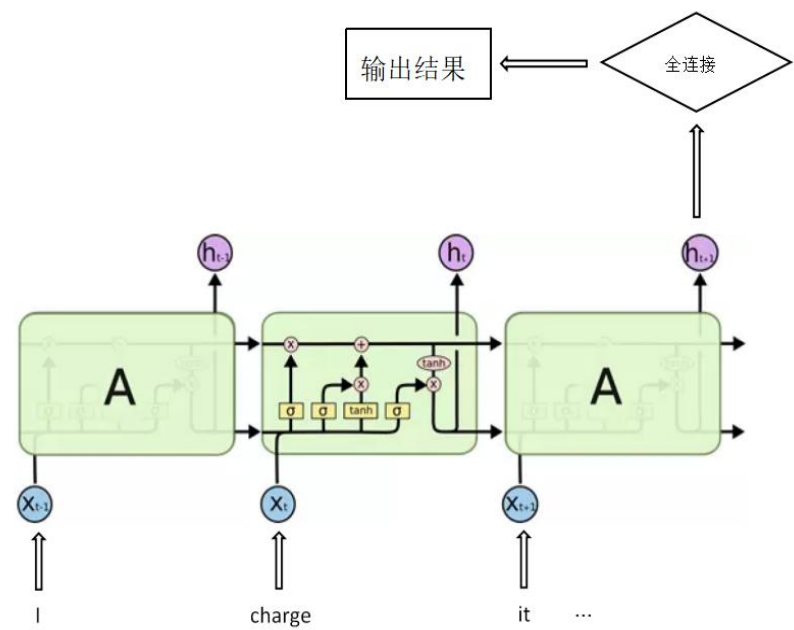 输出结果
全连接
h t-1
h t
h t+1
A
x
+
tanh
x
x
σ
σ
tanh
σ
A
X t-1
X t
X t+1
I
charge
it
...